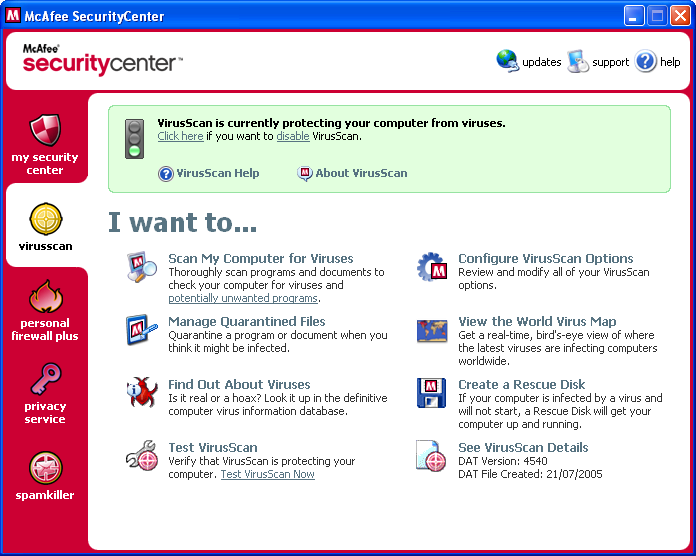 McAfee SecurityCenter
McAfee®
securitycenter™
updates
support
help
my security
center
virusscan
personal
firewall plus
privacy
service
spamkiller
VirusScan is currently protecting your computer from viruses.
Click here if you want to disable VirusScan.
VirusScan Help
About VirusScan
I want to...
Scan My Computer for Viruses
Thoroughly scan programs and documents to
check your computer for viruses and
potentially unwanted programs.
Configure VirusScan Options
Review and modify all of your VirusScan
options.
Manage Quarantined Files
Quarantine a program or document when you
think it might be infected.
View the World Virus Map
Get a real-time, bird's-eye view of where
the latest viruses are infecting computers
worldwide.
Find Out About Viruses
Is it real or a hoax? Look it up in the definitive
computer virus information database.
Create a Rescue Disk
If your computer is infected by a virus and
will not start, a Rescue Disk will get your
computer up and running.
Test VirusScan
Verify that VirusScan is protecting your
computer. Test VirusScan Now
See VirusScan Details
DAT Version: 4540
DAT File Created: 21/07/2005